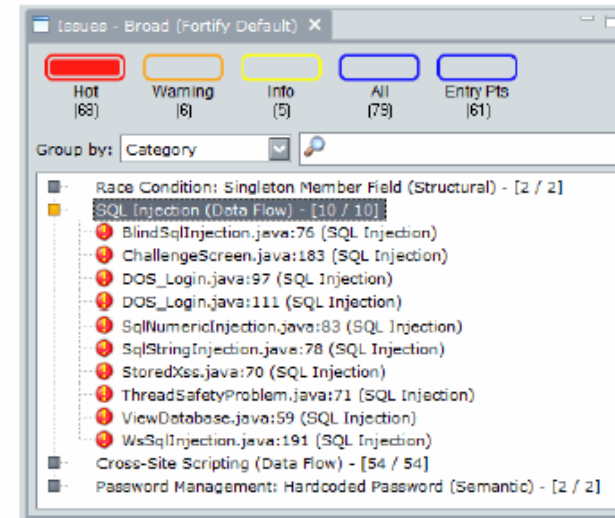 Issues - Broad (Fortify Default)
Hot Warning Info All Entry Pts
(68) (6) (5) (79) (61)
Group by: Category
Race Condition: Singleton Member Field (Structural) - [2 / 2]
SQL Injection (Data Flow) - [10 / 10]
BlindSqlInjection.java:76 (SQL Injection)
ChallengeScreen.java:183 (SQL Injection)
DOS_Login.java:97 (SQL Injection)
DOS_Login.java:111 (SQL Injection)
SqlNumericInjection.java:83 (SQL Injection)
SqlStringInjection.java:78 (SQL Injection)
StoredXss.java:70 (SQL Injection)
ThreadSafetyProblem.java:71 (SQL Injection)
ViewDatabase.java:59 (SQL Injection)
WsSqlInjection.java:191 (SQL Injection)
Cross-Site Scripting (Data Flow) - [54 / 54]
Password Management: Hardcoded Password (Semantic) - [2 / 2]